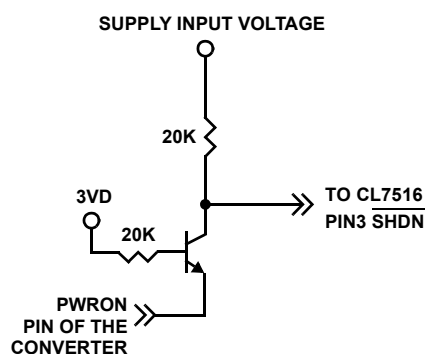 SUPPLY INPUT VOLTAGE
20K
3VD
20K
TO CL7516
PIN3 SHDN
PWRON
PIN OF THE
CONVERTER